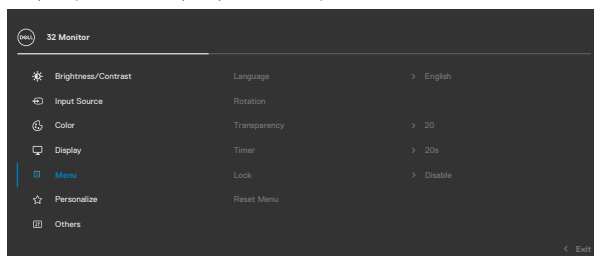 DELL
32 Monitor
Brightness/Contrast
Language > English
Input Source
Rotation
Color
Transparency > 20
Display
Timer > 20s
Menu
Lock > Disable
Personalize
Reset Menu
Others
< Exit